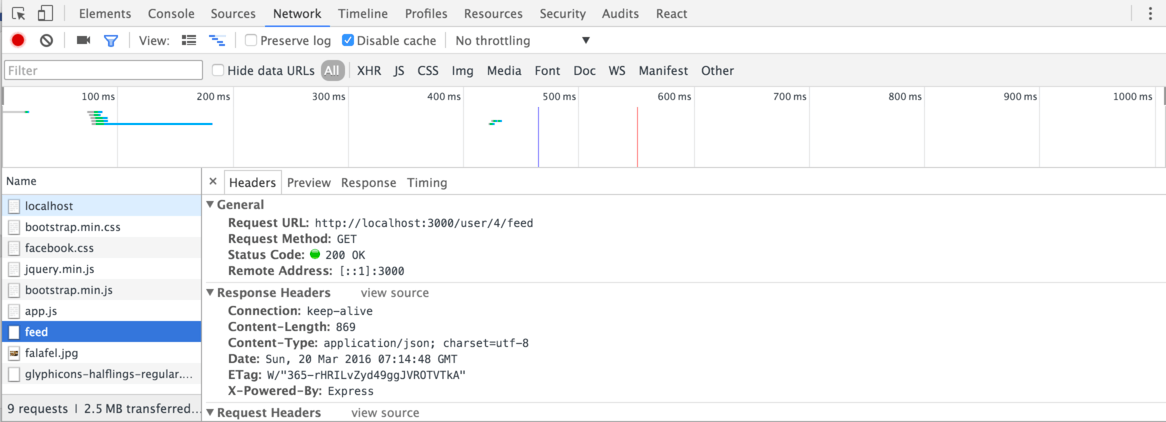 Elements Console Sources Network Timeline Profiles Resources Security Audits React
View: Preserve log Disable cache No throttling
Filter Hide data URLs All XHR JS CSS Img Media Font Doc WS Manifest Other
100 ms 200 ms 300 ms 400 ms 500 ms 600 ms 700 ms 800 ms 900 ms 1000 ms
Name
localhost
bootstrap.min.css
facebook.css
jquery.min.js
bootstrap.min.js
app.js
feed
falafel.jpg
glyphicons-halflings-regular....
9 requests | 2.5 MB transferred...
× Headers Preview Response Timing
General
Request URL: http://localhost:3000/user/4/feed
Request Method: GET
Status Code: 200 OK
Remote Address: [::1]:3000
Response Headers view source
Connection: keep-alive
Content-Length: 869
Content-Type: application/json; charset=utf-8
Date: Sun, 20 Mar 2016 07:14:48 GMT
ETag: W/"365-rHRILvZyd49ggJVROTVTkA"
X-Powered-By: Express
Request Headers view source